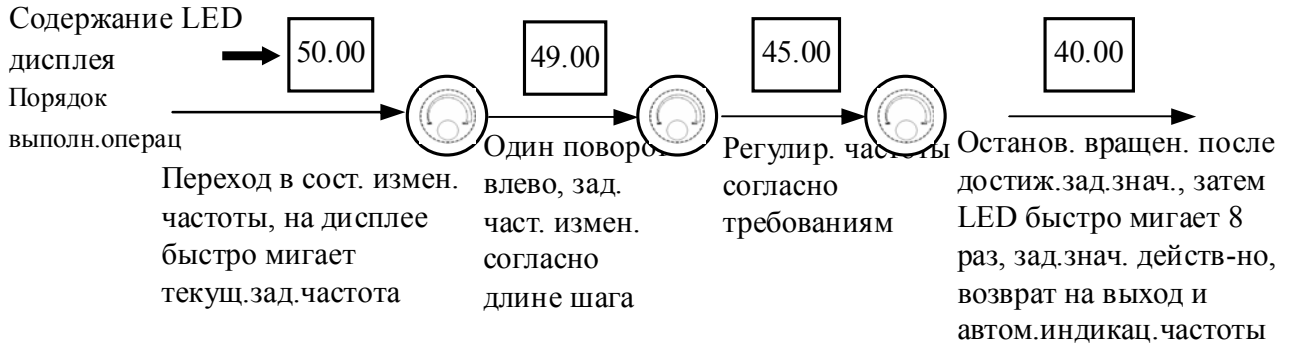 Содержание LED
дисплея
50.00
49.00
45.00
40.00
Порядок
выполн.операц
Переход в сост. измен.
частоты, на дисплее
быстро мигает
текущ.зад.частота
Один поворо
влево, зад.
част. измен.
согласно
длине шага
Регулир. частоты
согласно
требованиям
Останов. вращен. после
достиж.зад.знач., затем
LED быстро мигает 8
раз, зад.знач. действ-но,
возврат на выход и
автом.индикац.частоты